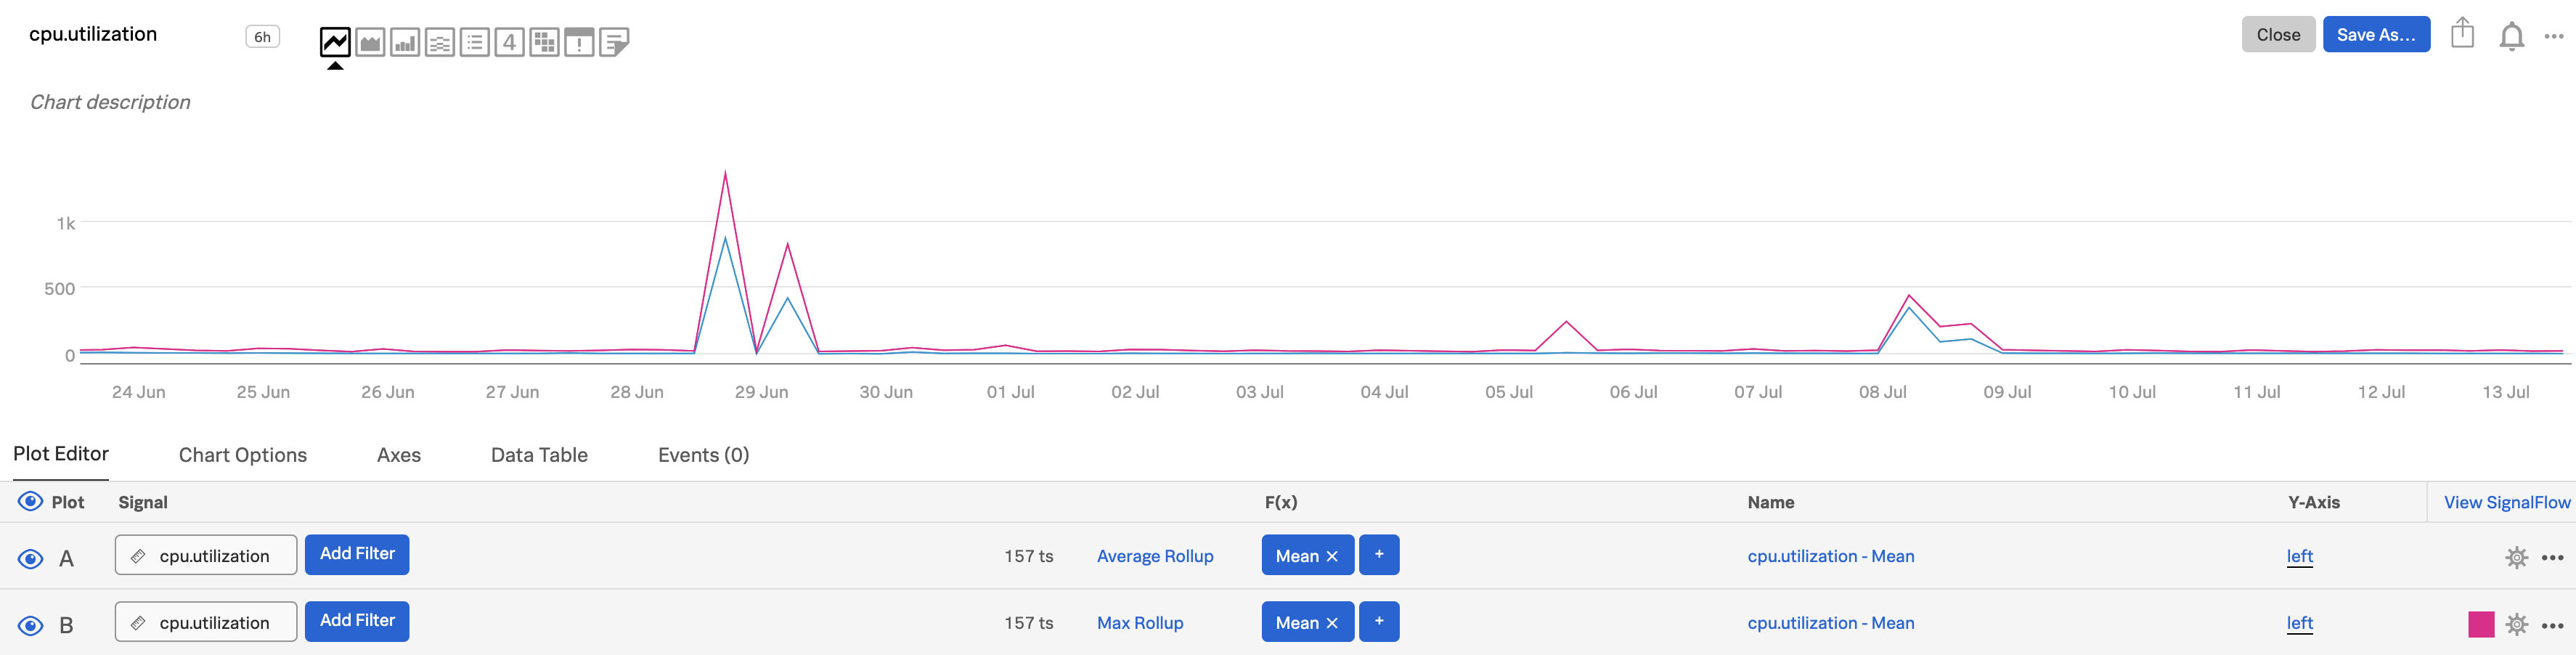 cpu.utilization 6h 4 ! Close Save As... ...
Chart description
1k
500
0
24 Jun 25 Jun 26 Jun 27 Jun 28 Jun 29 Jun 30 Jun 01 Jul 02 Jul 03 Jul 04 Jul 05 Jul 06 Jul 07 Jul 08 Jul 09 Jul 10 Jul 11 Jul 12 Jul 13 Jul
Plot Editor Chart Options Axes Data Table Events (0)
Plot Signal F(x) Name Y-Axis View SignalFlow
A cpu.utilization Add Filter 157 ts Average Rollup Mean × + cpu.utilization - Mean left
B cpu.utilization Add Filter 157 ts Max Rollup Mean × + cpu.utilization - Mean left